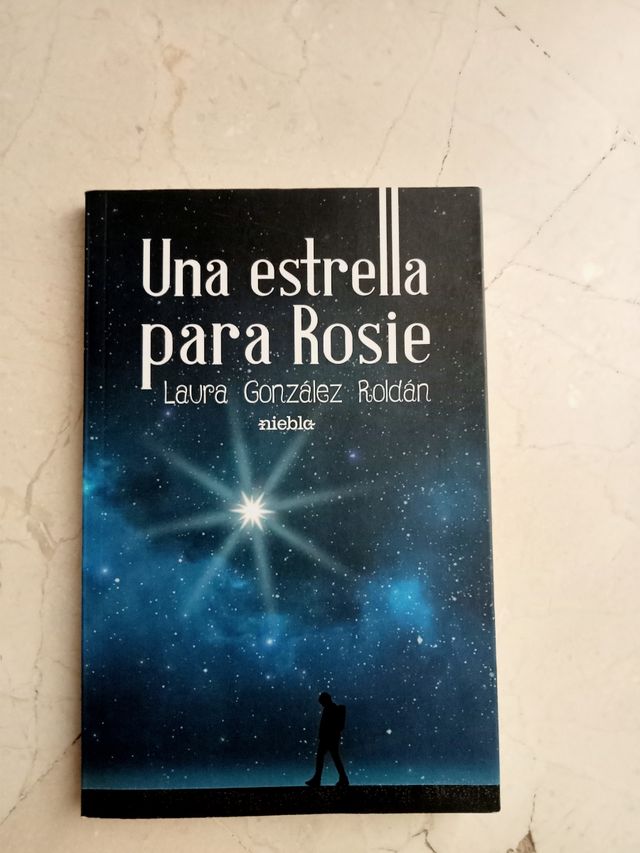 Una estrella
para Rosie
Laura González Roldán
niebla